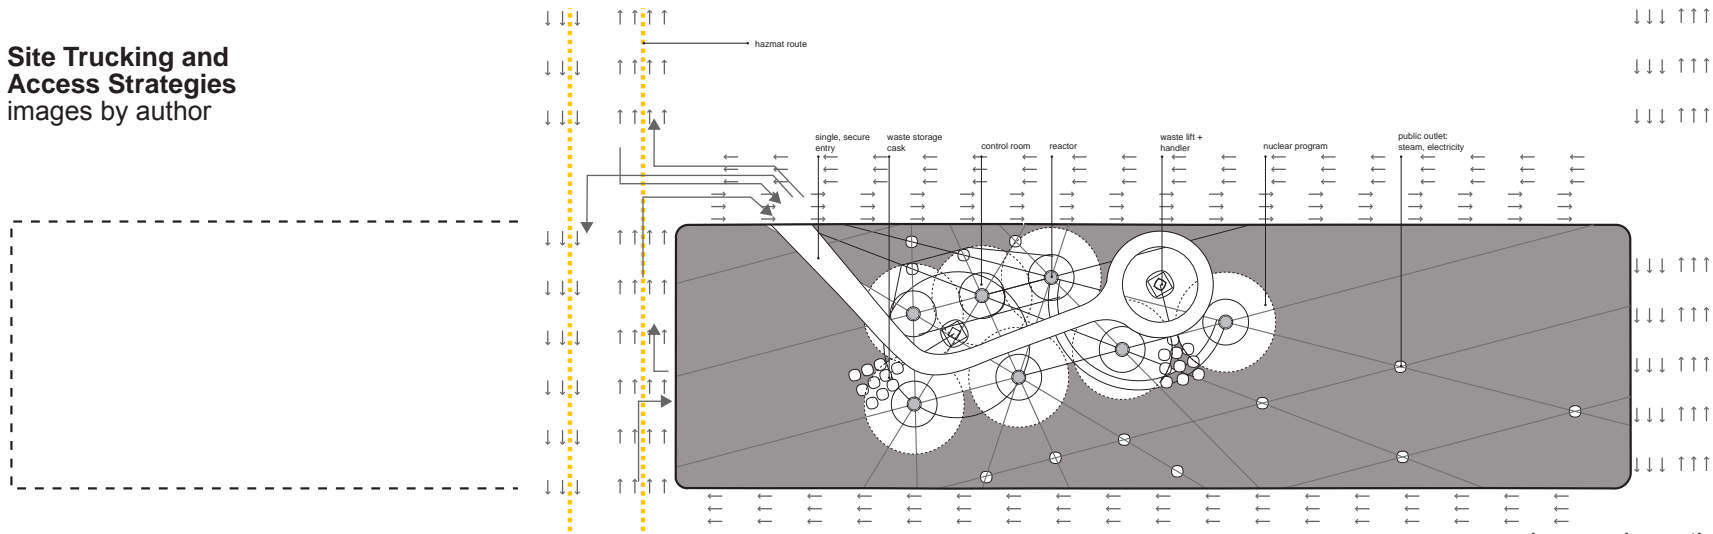 Site Trucking and
Access Strategies
images by author
hazmat route
single, secure
entry
waste storage
cask
control room
reactor
waste lift +
handler
nuclear program
public outlet:
steam, electricity